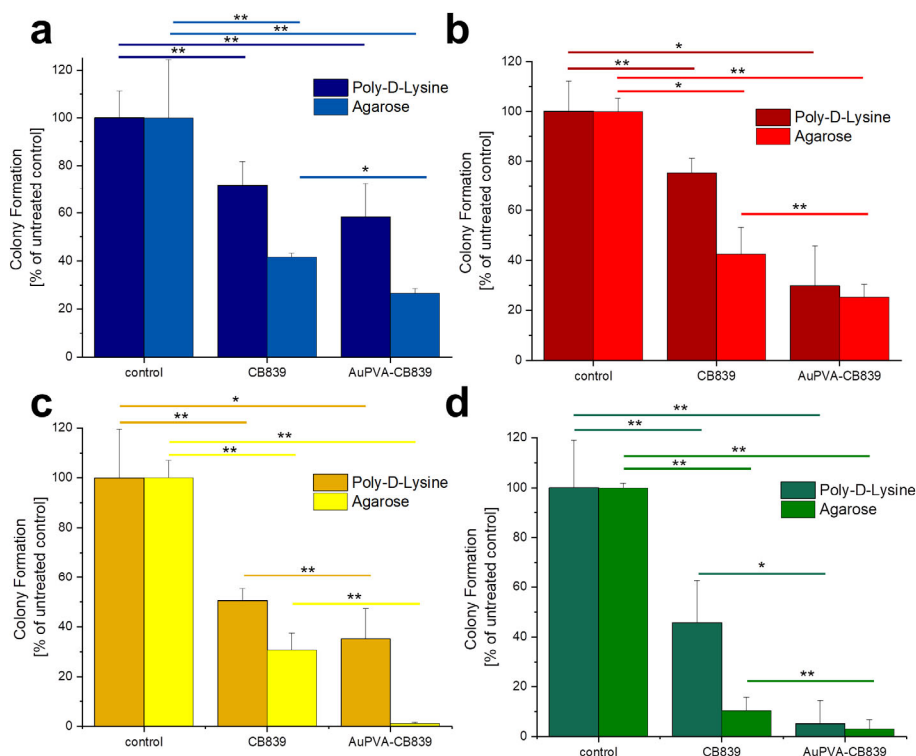 a
**
**
**
**
120
100
80
60
40
20
0
Colony Formation
[% of untreated control]
Poly-D-Lysine
Agarose
*
control
CB839
AuPVA-CB839
b
*
**
**
*
120
100
80
60
40
20
0
Colony Formation
[% of untreated control]
Poly-D-Lysine
Agarose
**
control
CB839
AuPVA-CB839
c
*
**
**
**
120
100
80
60
40
20
0
Colony Formation
[% of untreated control]
Poly-D-Lysine
Agarose
**
**
control
CB839
AuPVA-CB839
d
**
**
**
**
120
100
80
60
40
20
0
Colony Formation
[% of untreated control]
Poly-D-Lysine
Agarose
*
**
control
CB839
AuPVA-CB839